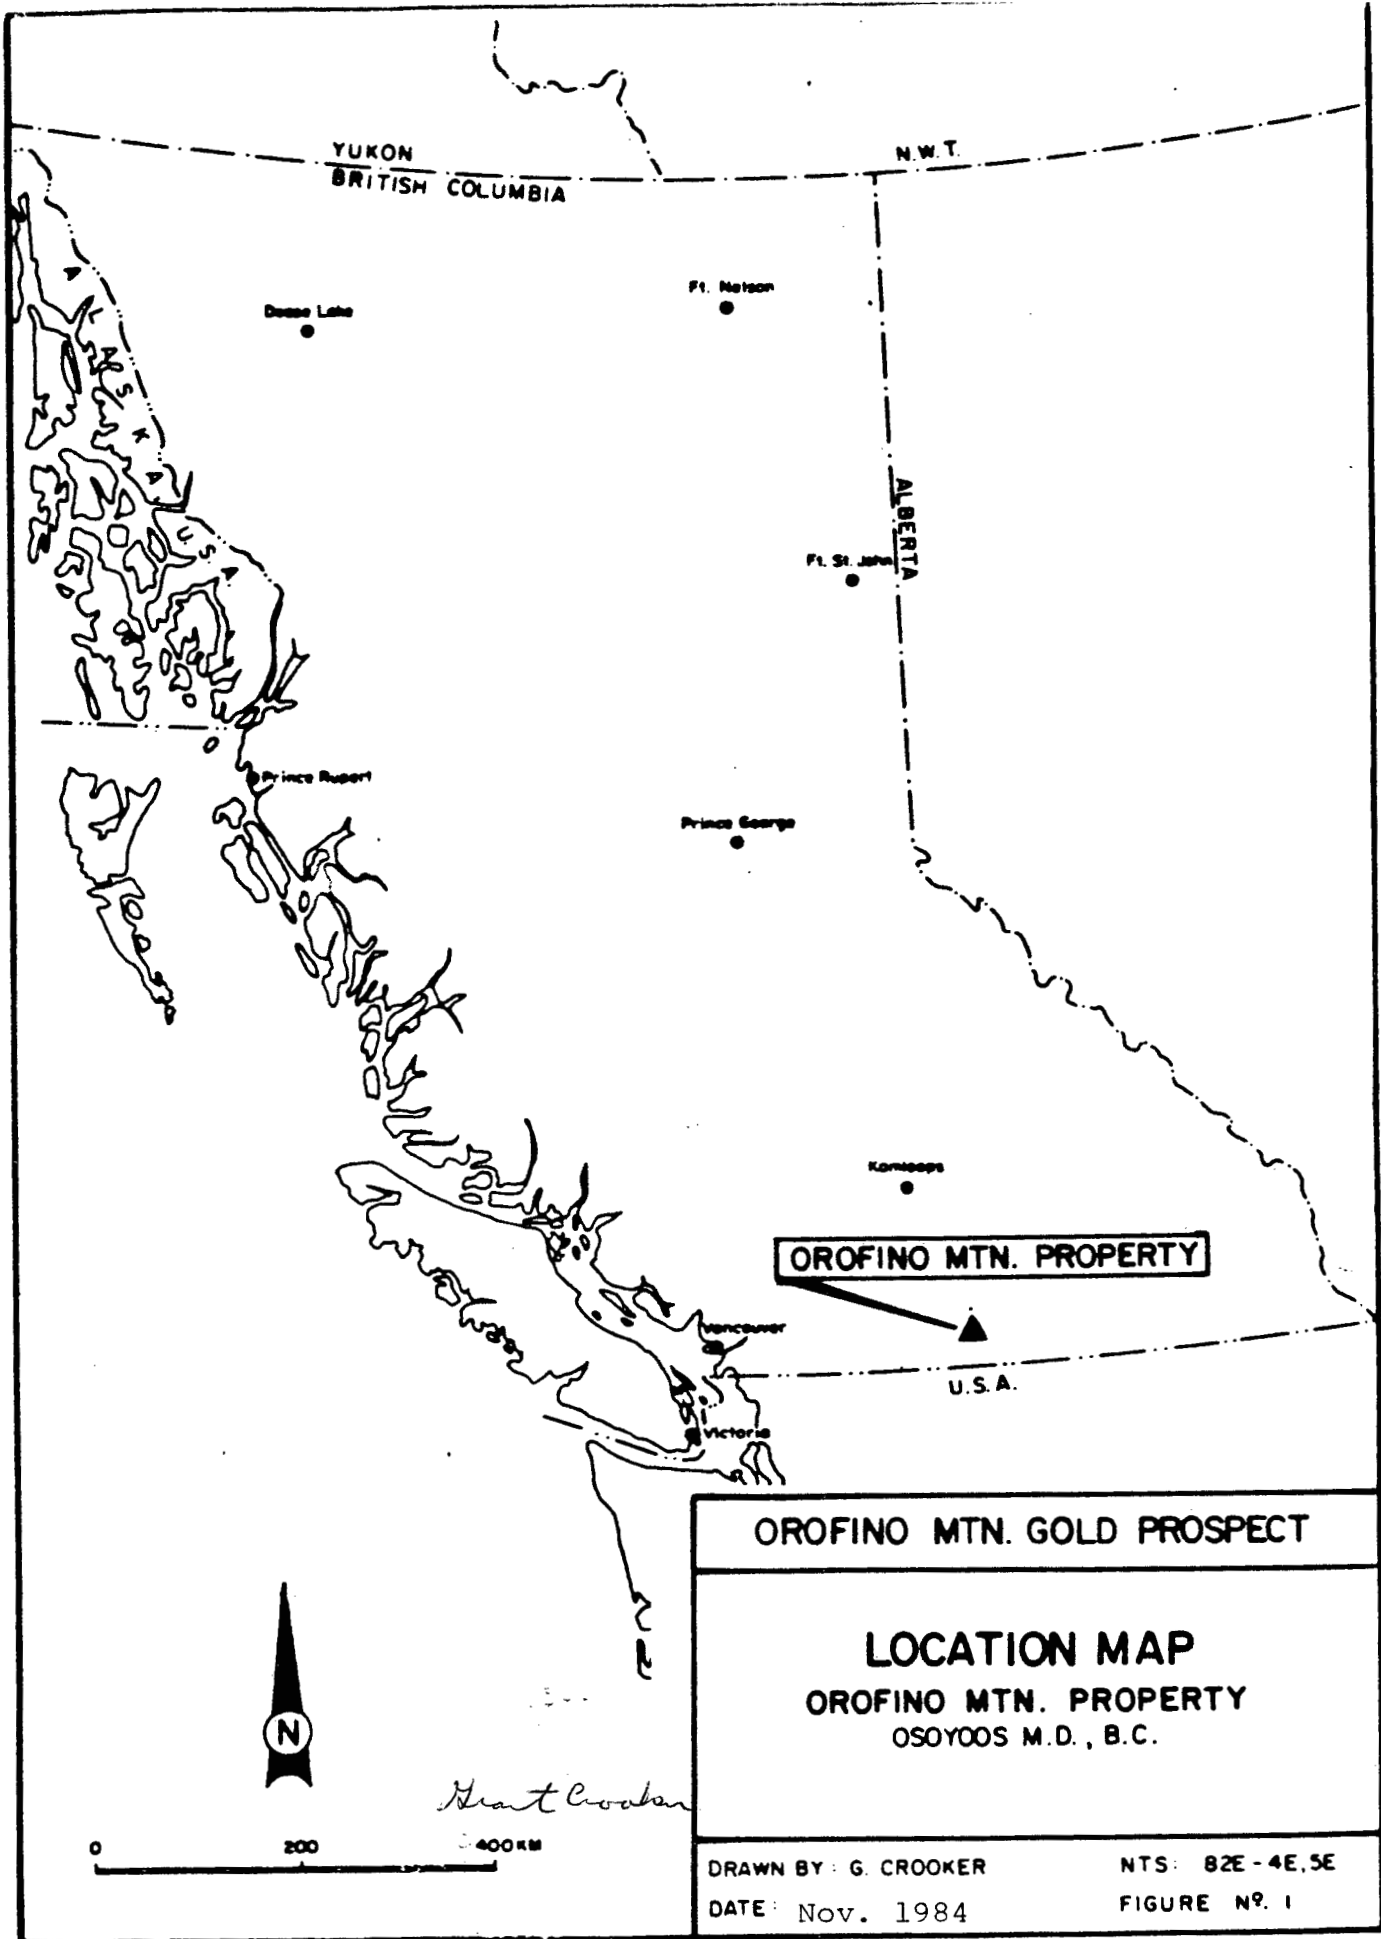 YUKON
BRITISH COLUMBIA
N.W.T.
ALASKA
U.S.A.
Dease Lake
Ft. Nelson
ALBERTA
Ft. St. John
Prince Rupert
Prince George
Kamloops
OROFINO MTN. PROPERTY
Vancouver
U.S.A.
Victoria
OROFINO MTN. GOLD PROSPECT
LOCATION MAP
OROFINO MTN. PROPERTY
OSOYOOS M.D., B.C.
N
Grant Crooker
0 200 400 KM
DRAWN BY: G. CROOKER
NTS: 82E-4E,5E
DATE: Nov. 1984
FIGURE Nº. 1